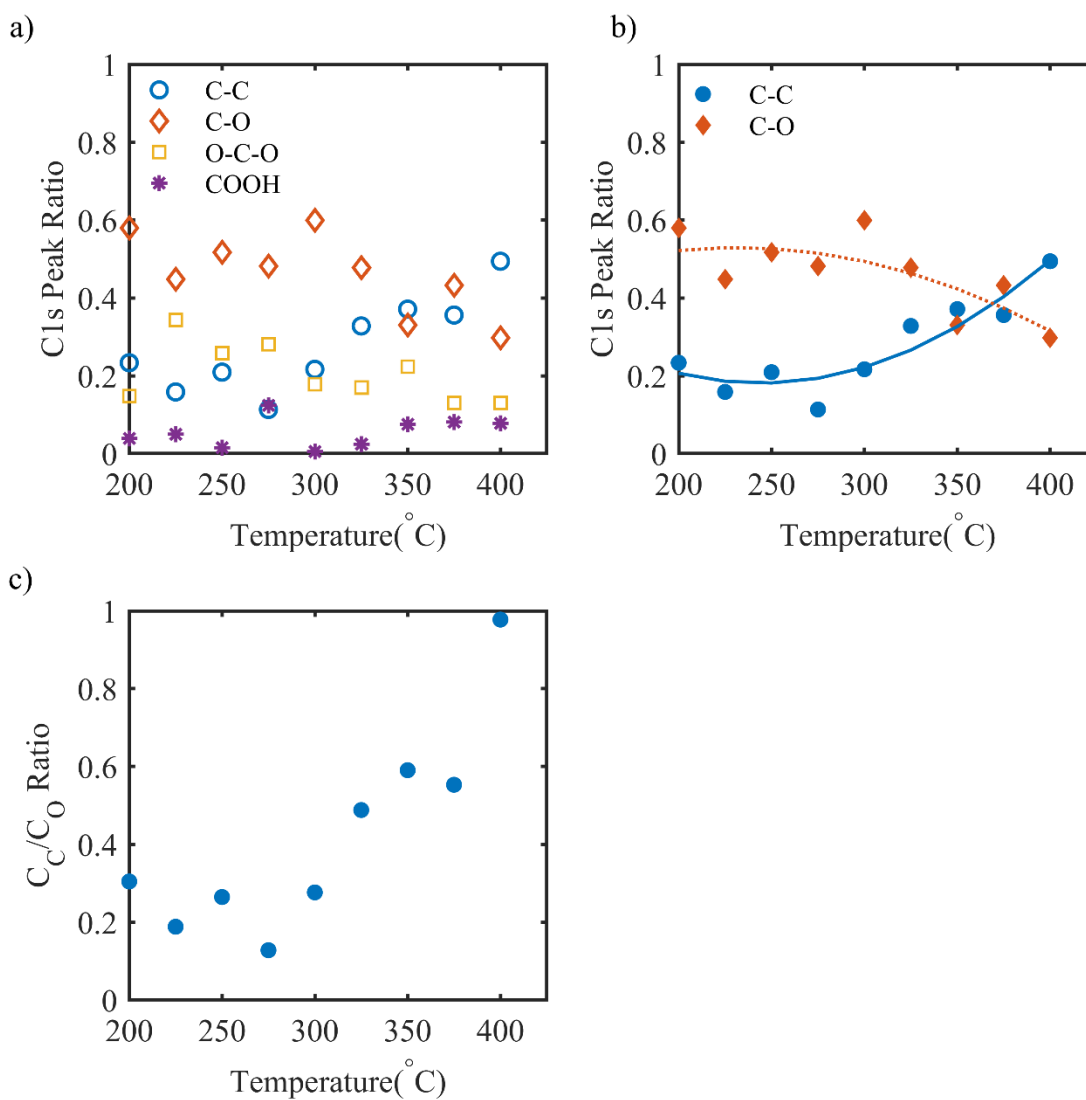 a)
1
0.8
0.6
0.4
0.2
0
C1s Peak Ratio
C-C
C-O
O-C-O
COOH
200 250 300 350 400
Temperature(°C)
b)
1
0.8
0.6
0.4
0.2
0
C1s Peak Ratio
C-C
C-O
200 250 300 350 400
Temperature(°C)
c)
1
0.8
0.6
0.4
0.2
0
C_C/C_O Ratio
200 250 300 350 400
Temperature(°C)